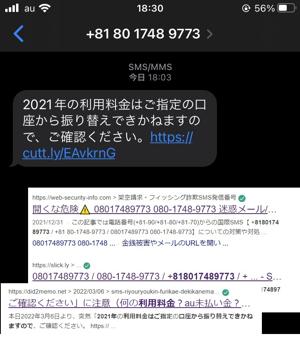 au 18:30 56%
+81 80 1748 9773
SMS/MMS
今日 18:03
2021年の利用料金はご指定の口
座から振り替えできかねますの
で、ご確認ください。https://
cutt.ly/EAvkrnG
https://web-security-info.com › 架空請求・フィッシング詐欺SMS発信番号
開くな危険⚠ 08017489773 080-1748-9773 迷惑メール/...
2021/12/31 この記事では電話番号(+81-90/+81-80/+81-70)からの国際SMS【 +8180174
89773 / +81 80-1748-9773 / 08017489773 / 080-1748-9773】についての対策や対処...
08017489773 080-1748 ... 金銭被害やメールのURLを開い ...
https://slick.ly › ...
08017489773 / 080-1748-9773 / +818017489773 / + ... - S...
74897
https://did2memo.net › 2022/03/06 › sms-riyouryoukin-furikae-dekikanema...
ご確認ください」に注意（何の利用料金？au未払い金？...
本日2022年3月6日より、突然「2021年の利用料金はご指定の口座から振り替えできかね
ますので、ご確認ください。https:// ...